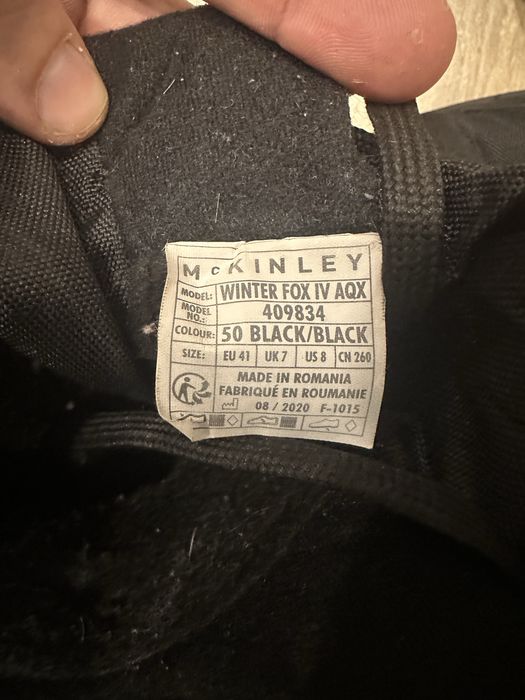 McKINLEY
MODEL: WINTER FOX IV AQX
MODEL NO.: 409834
COLOUR: 50 BLACK/BLACK
SIZE: EU 41 UK 7 US 8 CN 260
MADE IN ROMANIA
FABRIQUÉ EN ROUMANIE
08 / 2020 F-1015